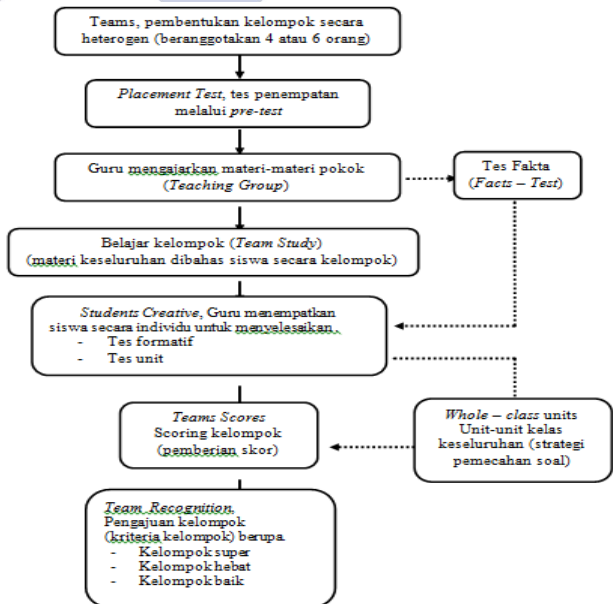 Teams, pembentukan kelompok secara
heterogen (beranggotakan 4 atau 6 orang)
Placement Test, tes penempatan
melalui pre-test
Guru mengajarkan materi-materi pokok
(Teaching Group)
Tes Fakta
(Facts – Test)
Belajar kelompok (Team Study)
(materi keseluruhan dibahas siswa secara kelompok)
Students Creative, Guru menempatkan
siswa secara individu untuk menyelesaikan.
- Tes formatif
- Tes unit
Teams Scores
Scoring kelompok
(pemberian skor)
Whole – class units
Unit-unit kelas
keseluruhan (strategi
pemecahan soal)
Team Recognition.
Pengajuan kelompok
(kriteria kelompok) berupa.
- Kelompok super
- Kelompok hebat
- Kelompok baik